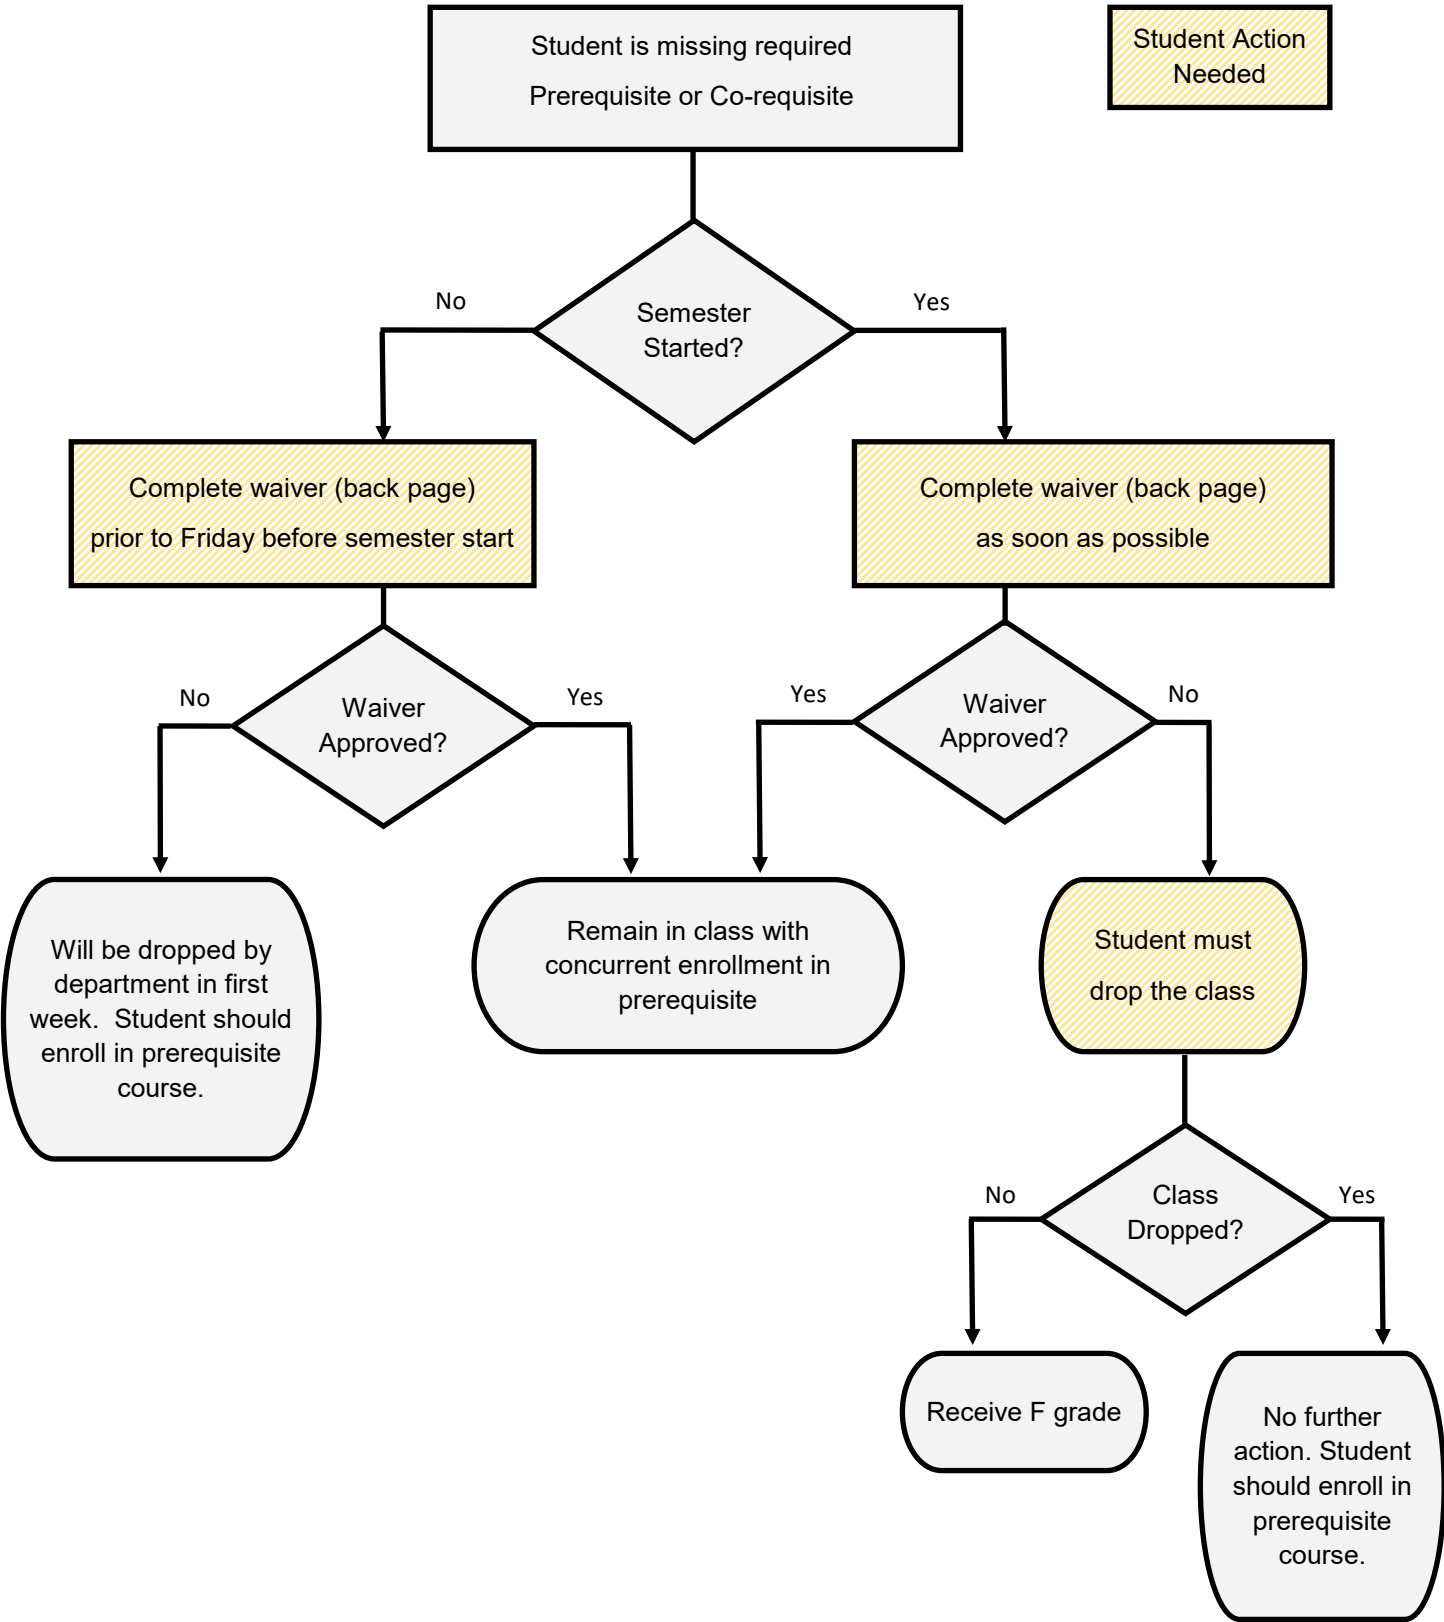 Student is missing required
Prerequisite or Co-requisite
Student Action
Needed
No
Yes
Semester
Started?
Complete waiver (back page)
prior to Friday before semester start
Complete waiver (back page)
as soon as possible
No
Waiver
Approved?
Yes
Yes
Waiver
Approved?
No
Will be dropped by
department in first
week.  Student should
enroll in prerequisite
course.
Remain in class with
concurrent enrollment in
prerequisite
Student must
drop the class
No
Class
Dropped?
Yes
Receive F grade
No further
action. Student
should enroll in
prerequisite
course.